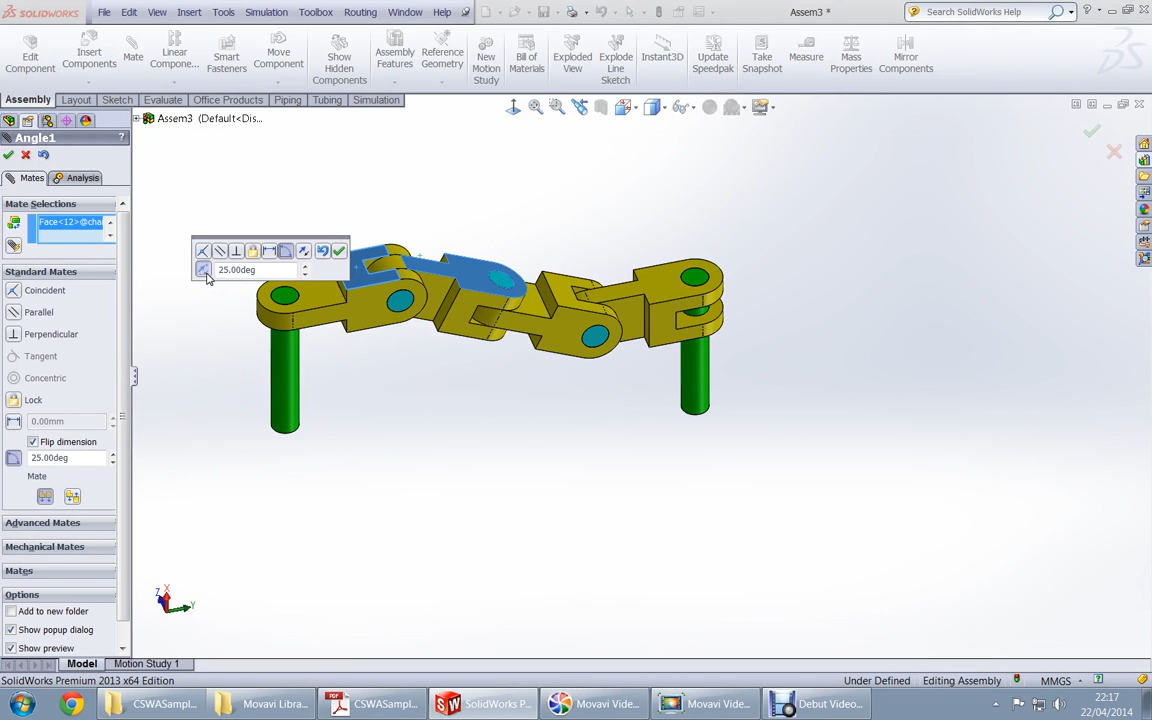 SOLIDWORKS File Edit View Insert Tools Simulation Toolbox Routing Window Help Assem3 * Search SolidWorks Help
Edit Component
Insert Components
Mate
Linear Compone...
Smart Fasteners
Move Component
Show Hidden Components
Assembly Features
Reference Geometry
New Motion Study
Bill of Materials
Exploded View
Explode Line Sketch
Instant3D
Update Speedpak
Take Snapshot
Measure
Mass Properties
Mirror Components
Assembly Layout Sketch Evaluate Office Products Piping Tubing Simulation
Assem3 (Default<Dis...
Angle1 ?
Mates Analysis
Mate Selections
Face<12>@cha
25.00deg
Standard Mates
Coincident
Parallel
Perpendicular
Tangent
Concentric
Lock
0.00mm
Flip dimension
25.00deg
Mate
Advanced Mates
Mechanical Mates
Mates
Options
Add to new folder
Show popup dialog
Show preview
X
Z
Y
Model Motion Study 1
SolidWorks Premium 2013 x64 Edition Under Defined Editing Assembly MMGS
CSWASampl... Movavi Libra... CSWASampl... SolidWorks P... Movavi Vide... Movavi Vide... Debut Video...
22:17
22/04/2014